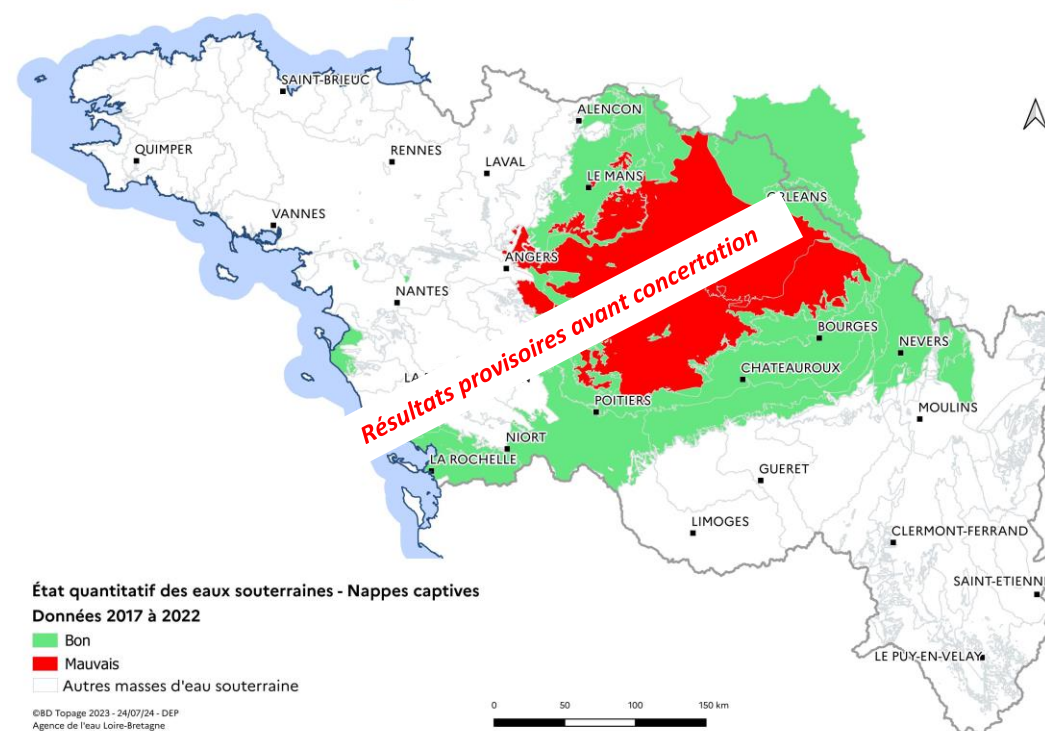 SAINT-BRIEUC
ALENCON
QUIMPER
RENNES
LAVAL
LE MANS
ORLEANS
VANNES
ANGERS
NANTES
Résultats provisoires avant concertation
BOURGES
NEVERS
CHATEAUROUX
LA
POITIERS
MOULINS
NIORT
LA ROCHELLE
GUERET
LIMOGES
CLERMONT-FERRAND
SAINT-ETIENN
LE PUY-EN-VELAY
État quantitatif des eaux souterraines - Nappes captives
Données 2017 à 2022
Bon
Mauvais
Autres masses d'eau souterraine
©BD Topage 2023 - 24/07/24 - DEP
Agence de l'eau Loire-Bretagne
0 50 100 150 km